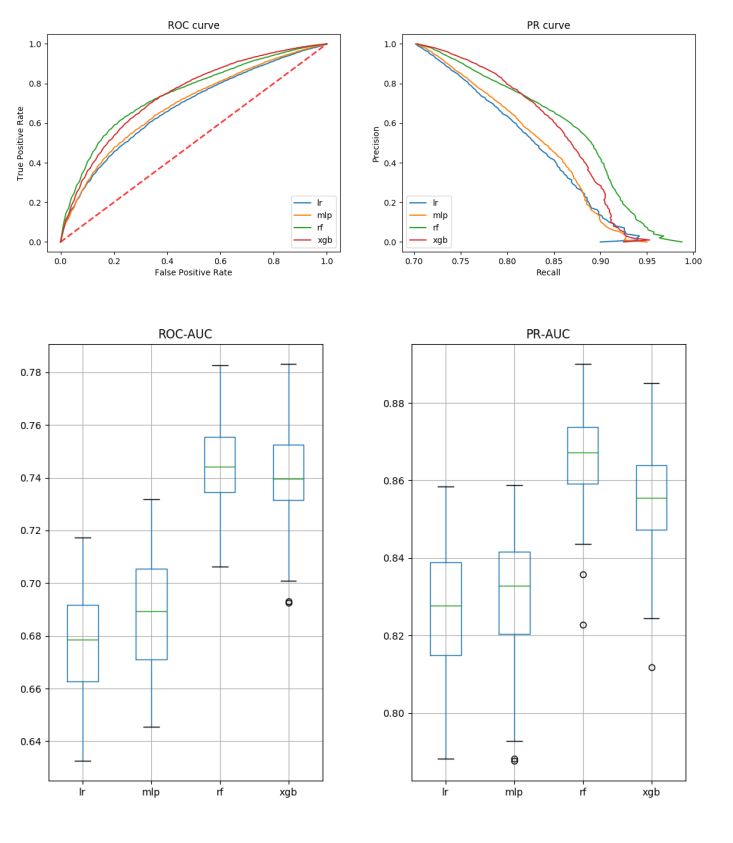 ROC curve
True Positive Rate
1.0
0.8
0.6
0.4
0.2
0.0
lr
mlp
rf
xgb
0.0 0.2 0.4 0.6 0.8 1.0
False Positive Rate
PR curve
Precision
1.0
0.8
0.6
0.4
0.2
0.0
lr
mlp
rf
xgb
0.70 0.75 0.80 0.85 0.90 0.95 1.00
Recall
ROC-AUC
0.78
0.76
0.74
0.72
0.70
0.68
0.66
0.64
lr mlp rf xgb
PR-AUC
0.88
0.86
0.84
0.82
0.80
lr mlp rf xgb